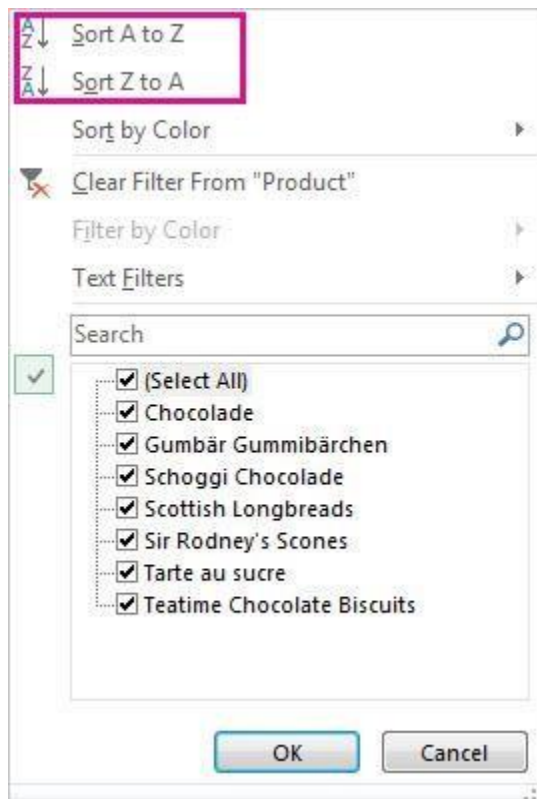 Sort A to Z
Sort Z to A
Sort by Color
Clear Filter From "Product"
Filter by Color
Text Filters
Search
(Select All)
Chocolade
Gumbär Gummibärchen
Schoggi Chocolade
Scottish Longbreads
Sir Rodney's Scones
Tarte au sucre
Teatime Chocolate Biscuits
OK Cancel